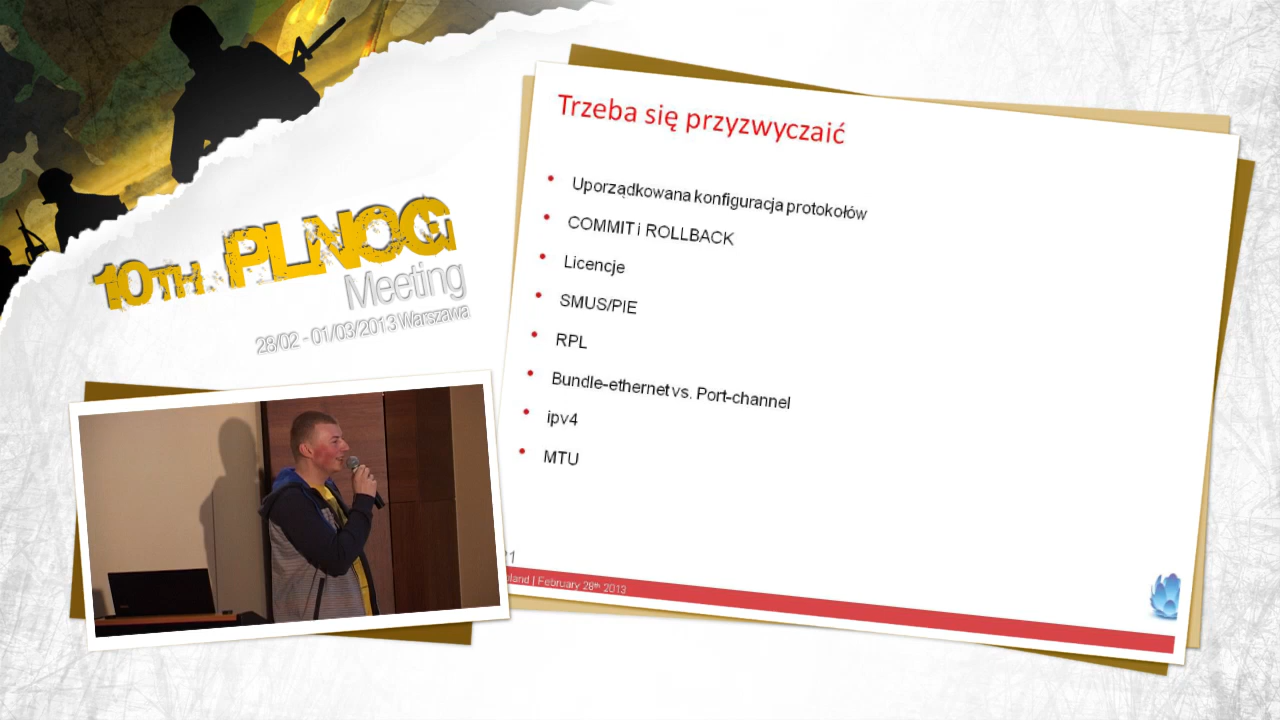 10TH PLNOG
Meeting
28/02 - 01/03/2013 Warszawa
Trzeba się przyzwyczaić
Uporządkowana konfiguracja protokołów
COMMIT i ROLLBACK
Licencje
SMUS/PIE
RPL
Bundle-ethernet vs. Port-channel
ipv4
MTU
| February 28th 2013